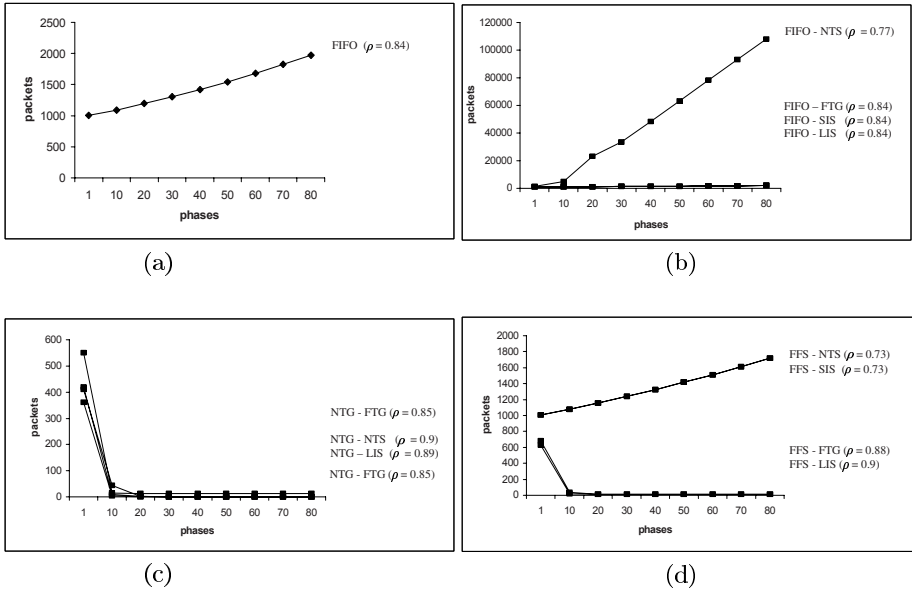 2500
2000
1500
1000
500
0
packets
1 10 20 30 40 50 60 70 80
phases
FIFO (ρ = 0.84)
(a)
120000
100000
80000
60000
40000
20000
0
packets
1 10 20 30 40 50 60 70 80
phases
FIFO - NTS (ρ = 0.77)
FIFO – FTG (ρ = 0.84)
FIFO - SIS (ρ = 0.84)
FIFO - LIS (ρ = 0.84)
(b)
600
500
400
300
200
100
0
packets
1 10 20 30 40 50 60 70 80
phases
NTG - FTG (ρ = 0.85)
NTG - NTS (ρ = 0.9)
NTG – LIS (ρ = 0.89)
NTG - FTG (ρ = 0.85)
(c)
2000
1800
1600
1400
1200
1000
800
600
400
200
0
packets
1 10 20 30 40 50 60 70 80
phases
FFS - NTS (ρ = 0.73)
FFS - SIS (ρ = 0.73)
FFS - FTG (ρ = 0.88)
FFS - LIS (ρ = 0.9)
(d)